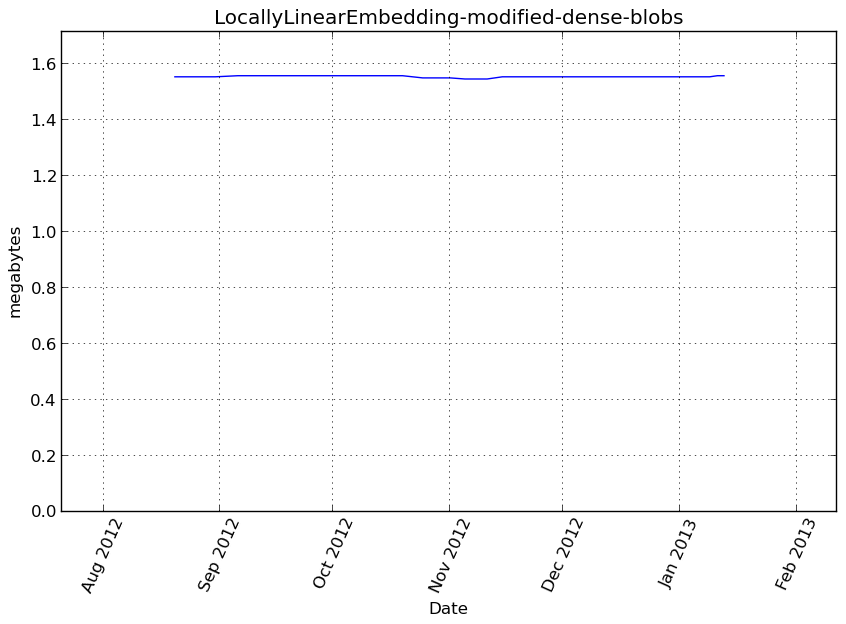 LocallyLinearEmbedding-modified-dense-blobs
1.6
1.4
1.2
1.0
0.8
0.6
0.4
0.2
0.0
megabytes
Aug 2012
Sep 2012
Oct 2012
Nov 2012
Dec 2012
Jan 2013
Feb 2013
Date